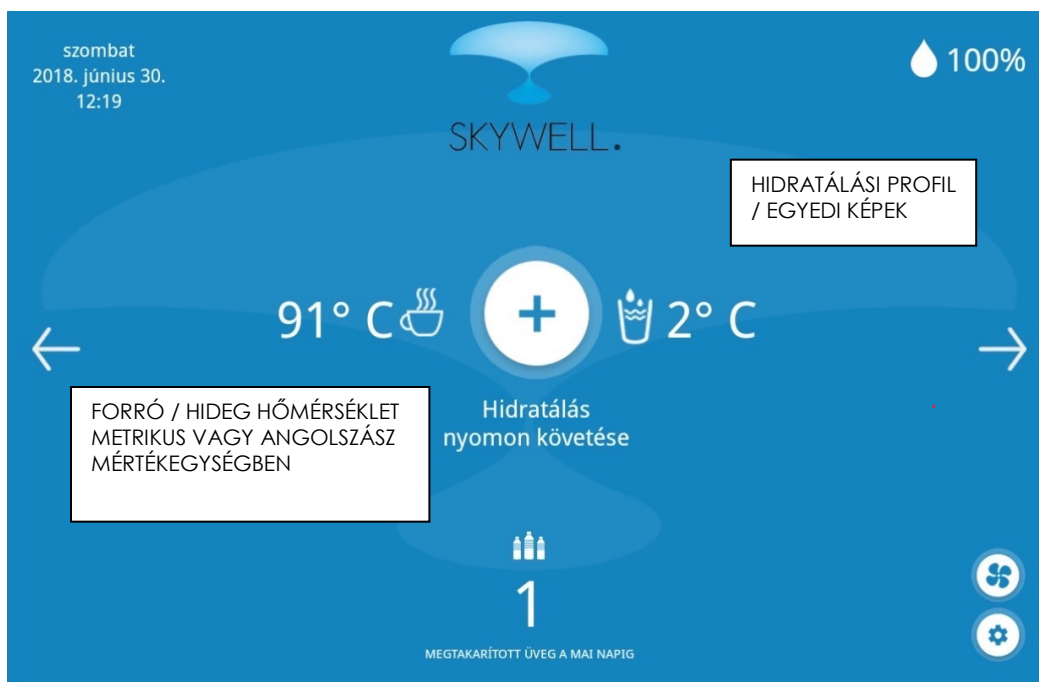 szombat
2018. június 30.
12:19
100%
SKYWELL.
HIDRATÁLÁSI PROFIL
/ EGYEDI KÉPEK
91° C
2° C
FORRÓ / HIDEG HŐMÉRSÉKLET
METRIKUS VAGY ANGOLSZÁSZ
MÉRTÉKEGYSÉGBEN
Hidratálás
nyomon követése
1
MEGTAKARÍTOTT ÜVEG A MAI NAPIG